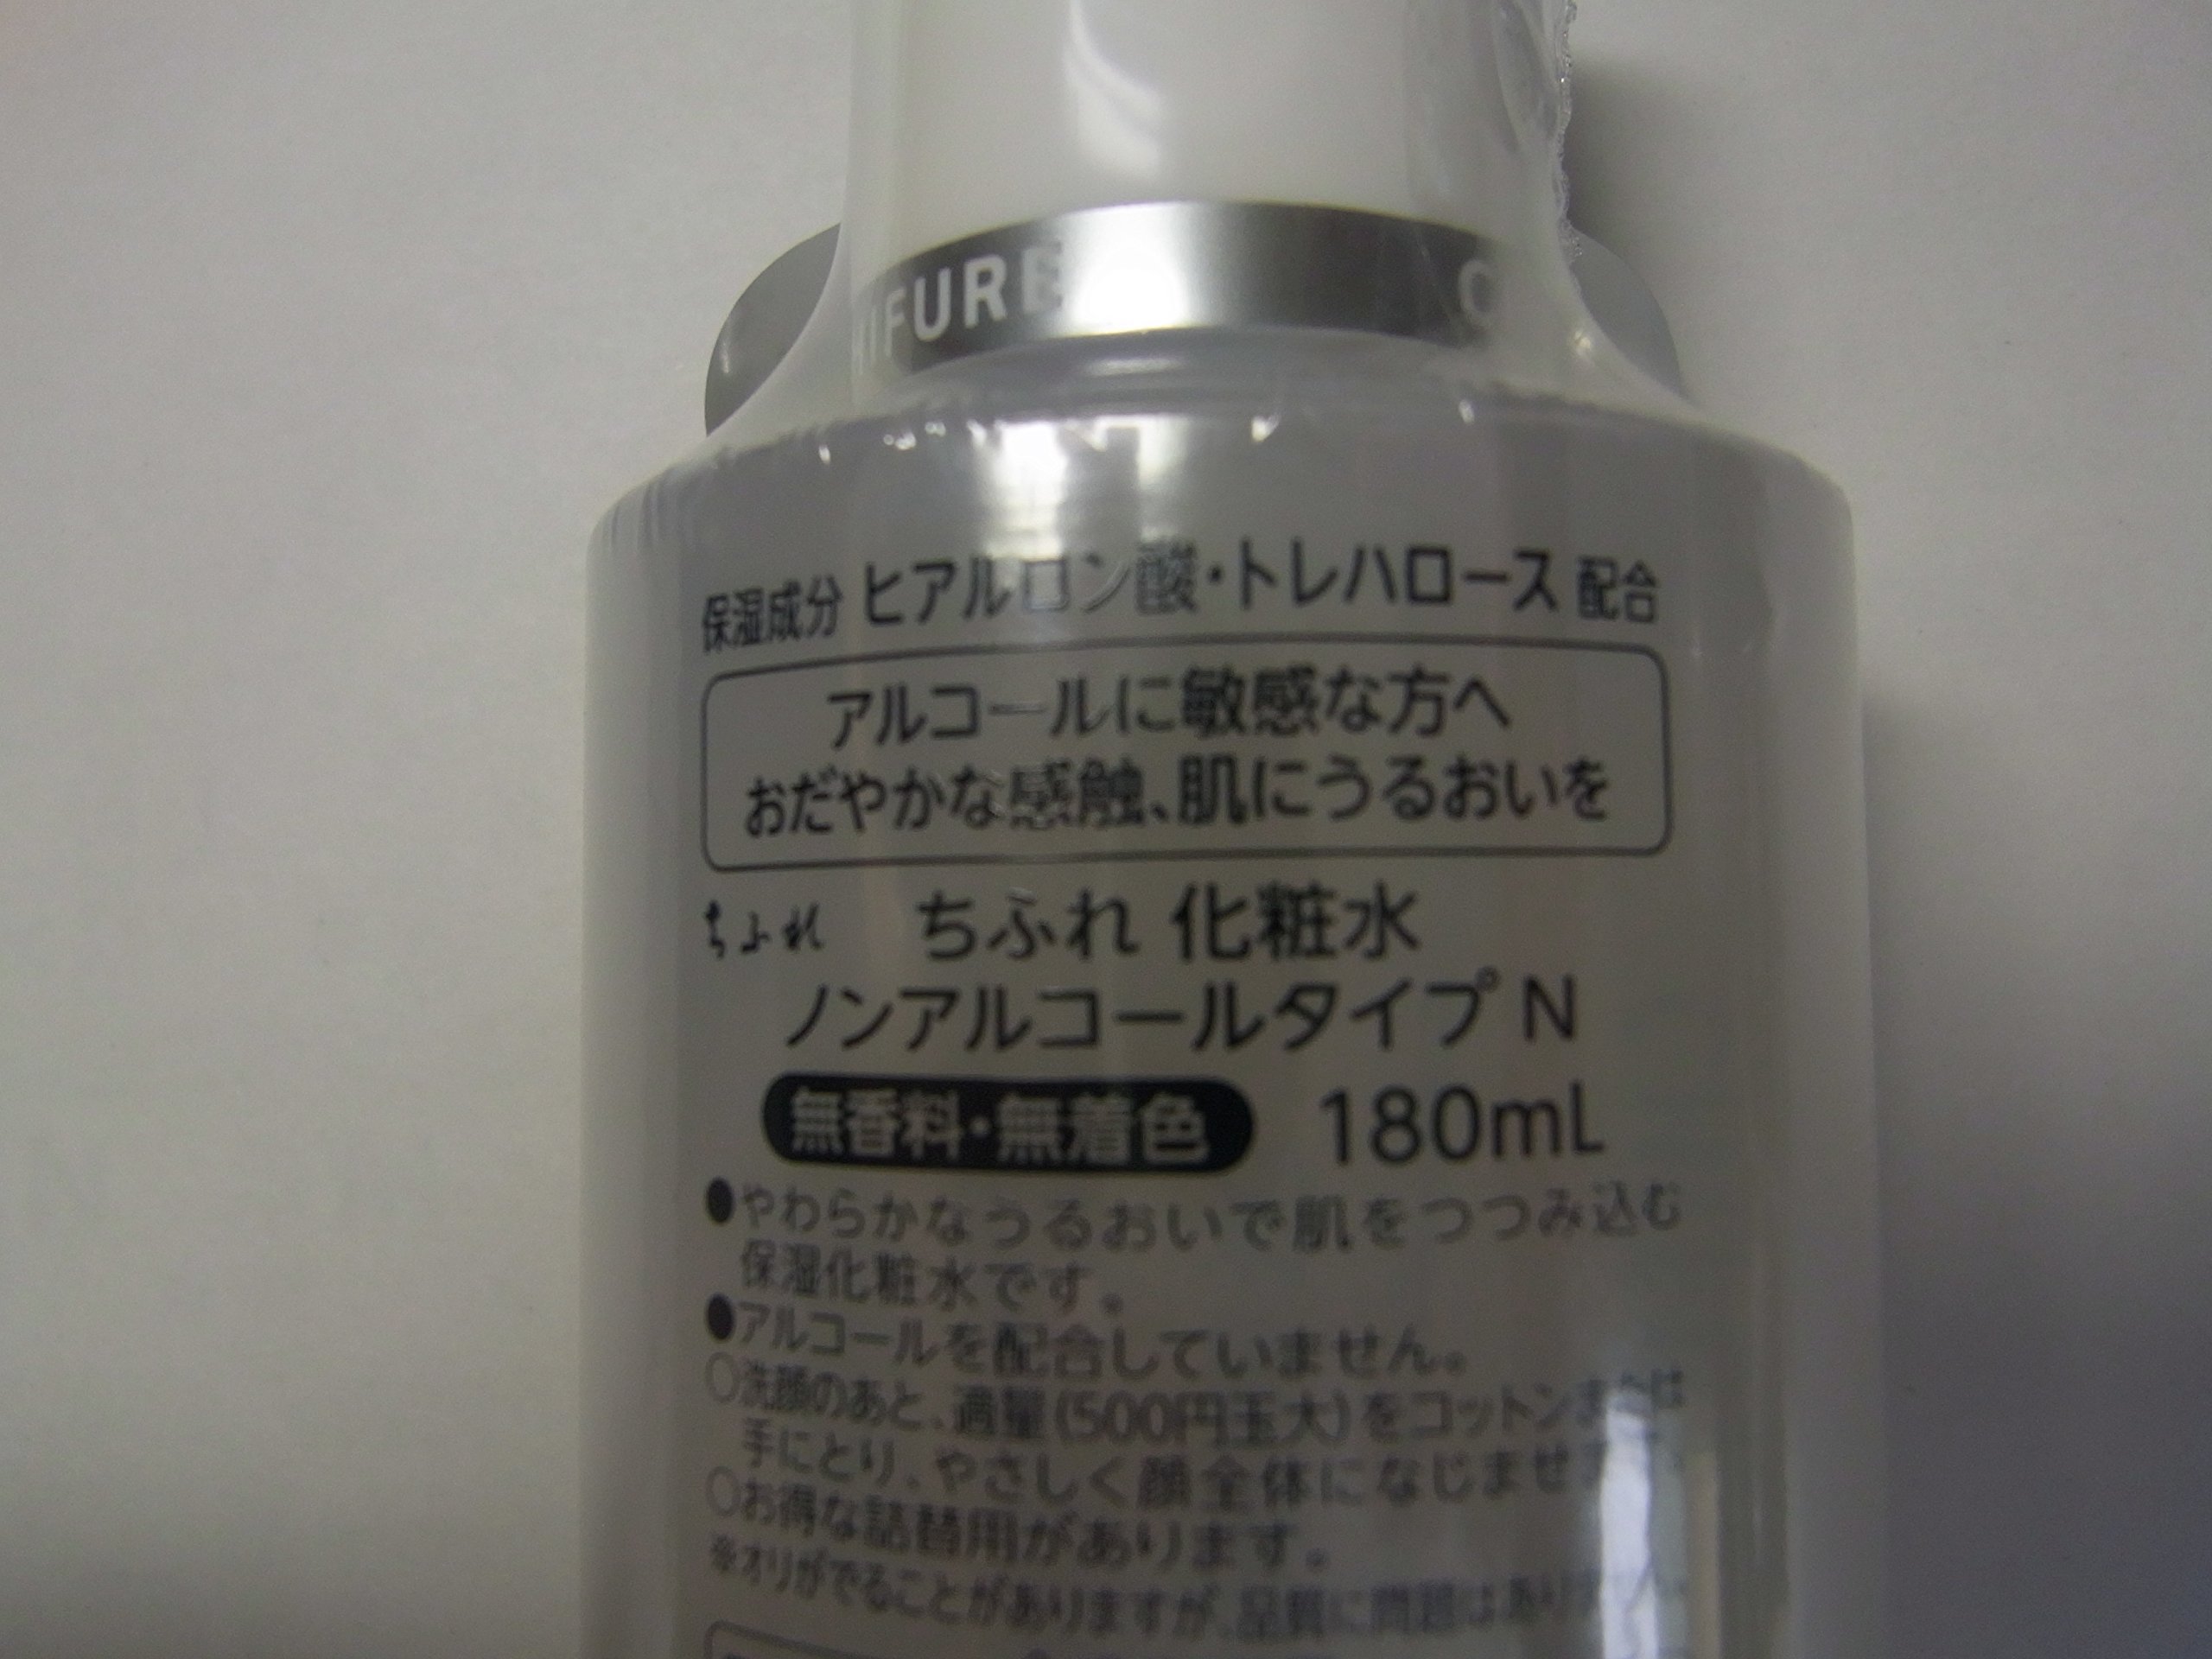 HIFURE C
保湿成分 ヒアルロン酸・トレハロース 配合
アルコールに敏感な方へ
おだやかな感触、肌にうるおいを
ちふれ ちふれ 化粧水
ノンアルコールタイプ N
無香料・無着色 180mL
●やわらかなうるおいで肌をつつみ込む
保湿化粧水です。
●アルコールを配合していません。
○洗顔のあと、適量(500円玉大)をコットンまたは
手にとり、やさしく顔全体になじませ
○お得な詰替用があります。
※オリがでることがありますが、品質に問題はあり